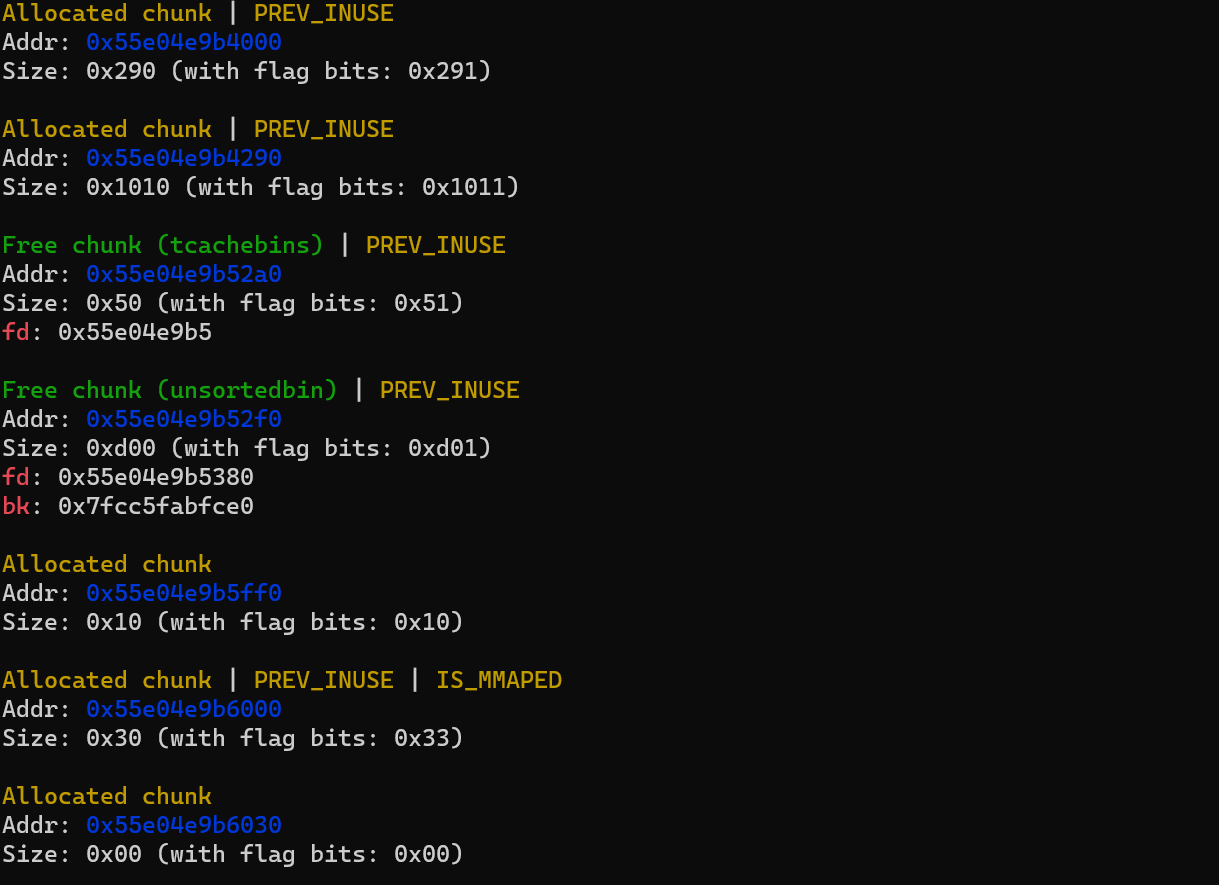 Allocated chunk | PREV_INUSE
Addr: 0x55e04e9b4000
Size: 0x290 (with flag bits: 0x291)
Allocated chunk | PREV_INUSE
Addr: 0x55e04e9b4290
Size: 0x1010 (with flag bits: 0x1011)
Free chunk (tcachebins) | PREV_INUSE
Addr: 0x55e04e9b52a0
Size: 0x50 (with flag bits: 0x51)
fd: 0x55e04e9b5
Free chunk (unsortedbin) | PREV_INUSE
Addr: 0x55e04e9b52f0
Size: 0xd00 (with flag bits: 0xd01)
fd: 0x55e04e9b5380
bk: 0x7fcc5fabfce0
Allocated chunk
Addr: 0x55e04e9b5ff0
Size: 0x10 (with flag bits: 0x10)
Allocated chunk | PREV_INUSE | IS_MMAPED
Addr: 0x55e04e9b6000
Size: 0x30 (with flag bits: 0x33)
Allocated chunk
Addr: 0x55e04e9b6030
Size: 0x00 (with flag bits: 0x00)